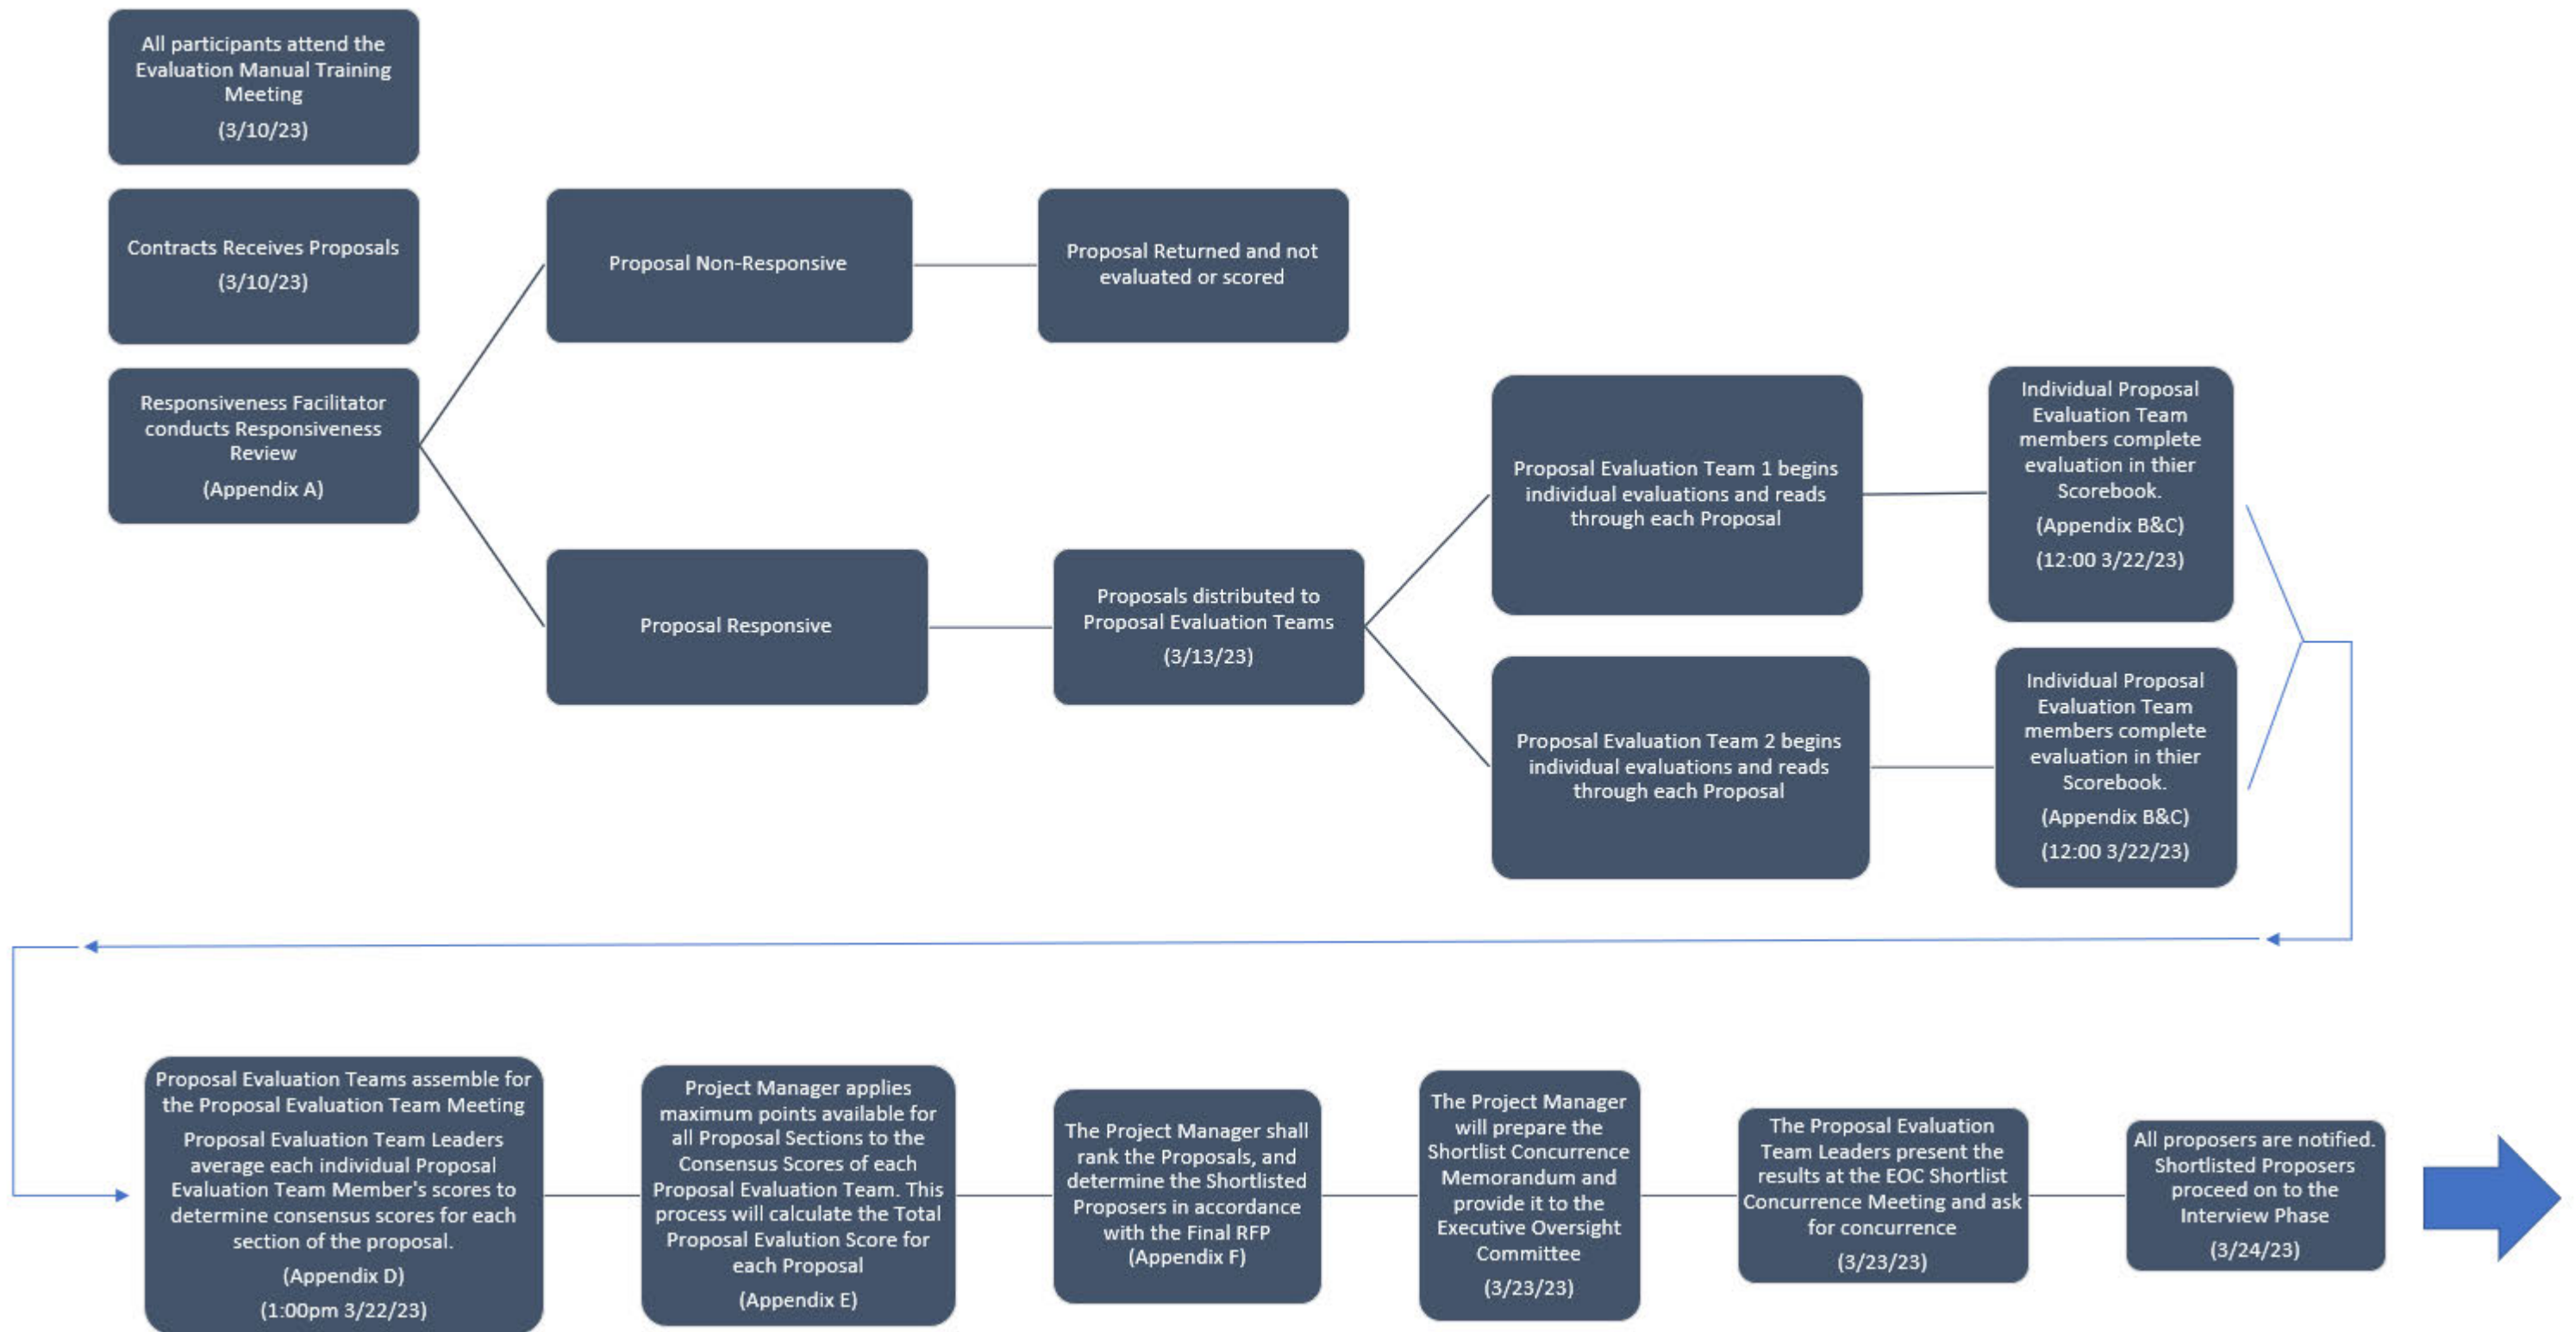 All participants attend the
Evaluation Manual Training
Meeting
(3/10/23)
Contracts Receives Proposals
(3/10/23)
Responsiveness Facilitator
conducts Responsiveness
Review
(Appendix A)
Proposal Non-Responsive
Proposal Returned and not
evaluated or scored
Proposal Responsive
Proposals distributed to
Proposal Evaluation Teams
(3/13/23)
Proposal Evaluation Team 1 begins
individual evaluations and reads
through each Proposal
Individual Proposal
Evaluation Team
members complete
evaluation in thier
Scorebook.
(Appendix B&C)
(12:00 3/22/23)
Proposal Evaluation Team 2 begins
individual evaluations and reads
through each Proposal
Individual Proposal
Evaluation Team
members complete
evaluation in thier
Scorebook.
(Appendix B&C)
(12:00 3/22/23)
Proposal Evaluation Teams assemble for
the Proposal Evaluation Team Meeting
Proposal Evaluation Team Leaders
average each individual Proposal
Evaluation Team Member's scores to
determine consensus scores for each
section of the proposal.
(Appendix D)
(1:00pm 3/22/23)
Project Manager applies
maximum points available for
all Proposal Sections to the
Consensus Scores of each
Proposal Evaluation Team. This
process will calculate the Total
Proposal Evalution Score for
each Proposal
(Appendix E)
The Project Manager shall
rank the Proposals, and
determine the Shortlisted
Proposers in accordance
with the Final RFP
(Appendix F)
The Project Manager
will prepare the
Shortlist Concurrence
Memorandum and
provide it to the
Executive Oversight
Committee
(3/23/23)
The Proposal Evaluation
Team Leaders present the
results at the EOC Shortlist
Concurrence Meeting and ask
for concurrence
(3/23/23)
All proposers are notified.
Shortlisted Proposers
proceed on to the
Interview Phase
(3/24/23)